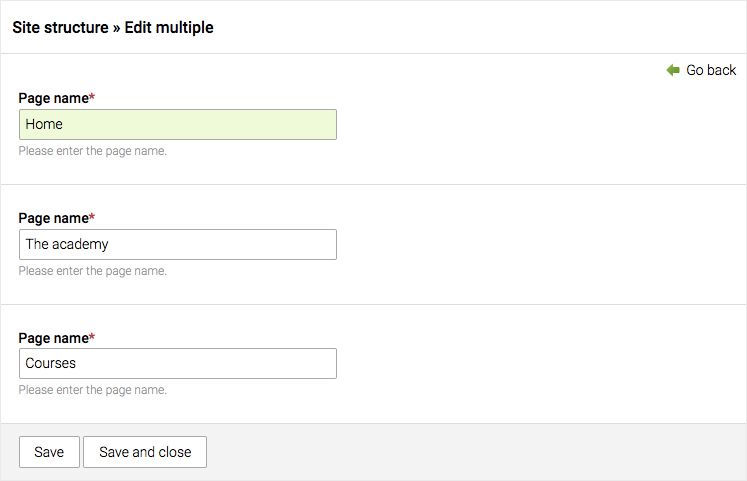 Site structure » Edit multiple
Go back
Page name*
Home
Please enter the page name.
Page name*
The academy
Please enter the page name.
Page name*
Courses
Please enter the page name.
Save Save and close